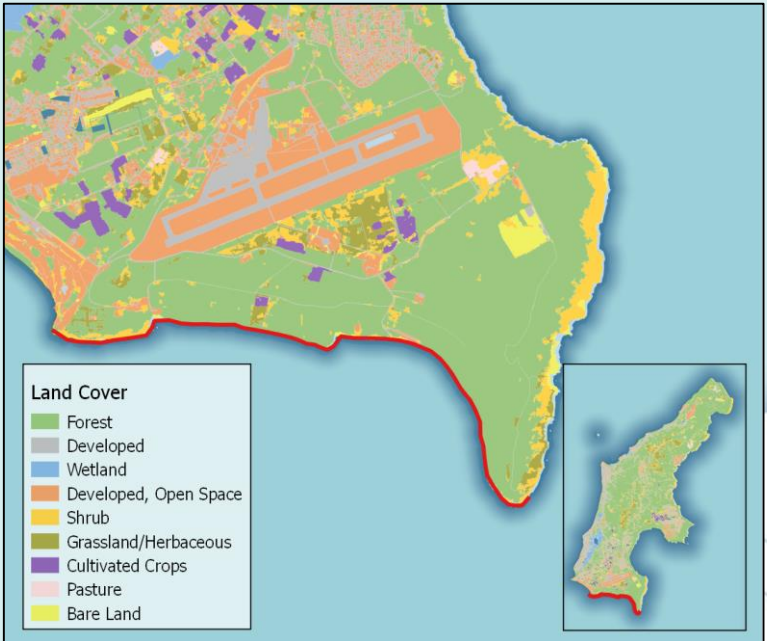 Land Cover
Forest
Developed
Wetland
Developed, Open Space
Shrub
Grassland/Herbaceous
Cultivated Crops
Pasture
Bare Land